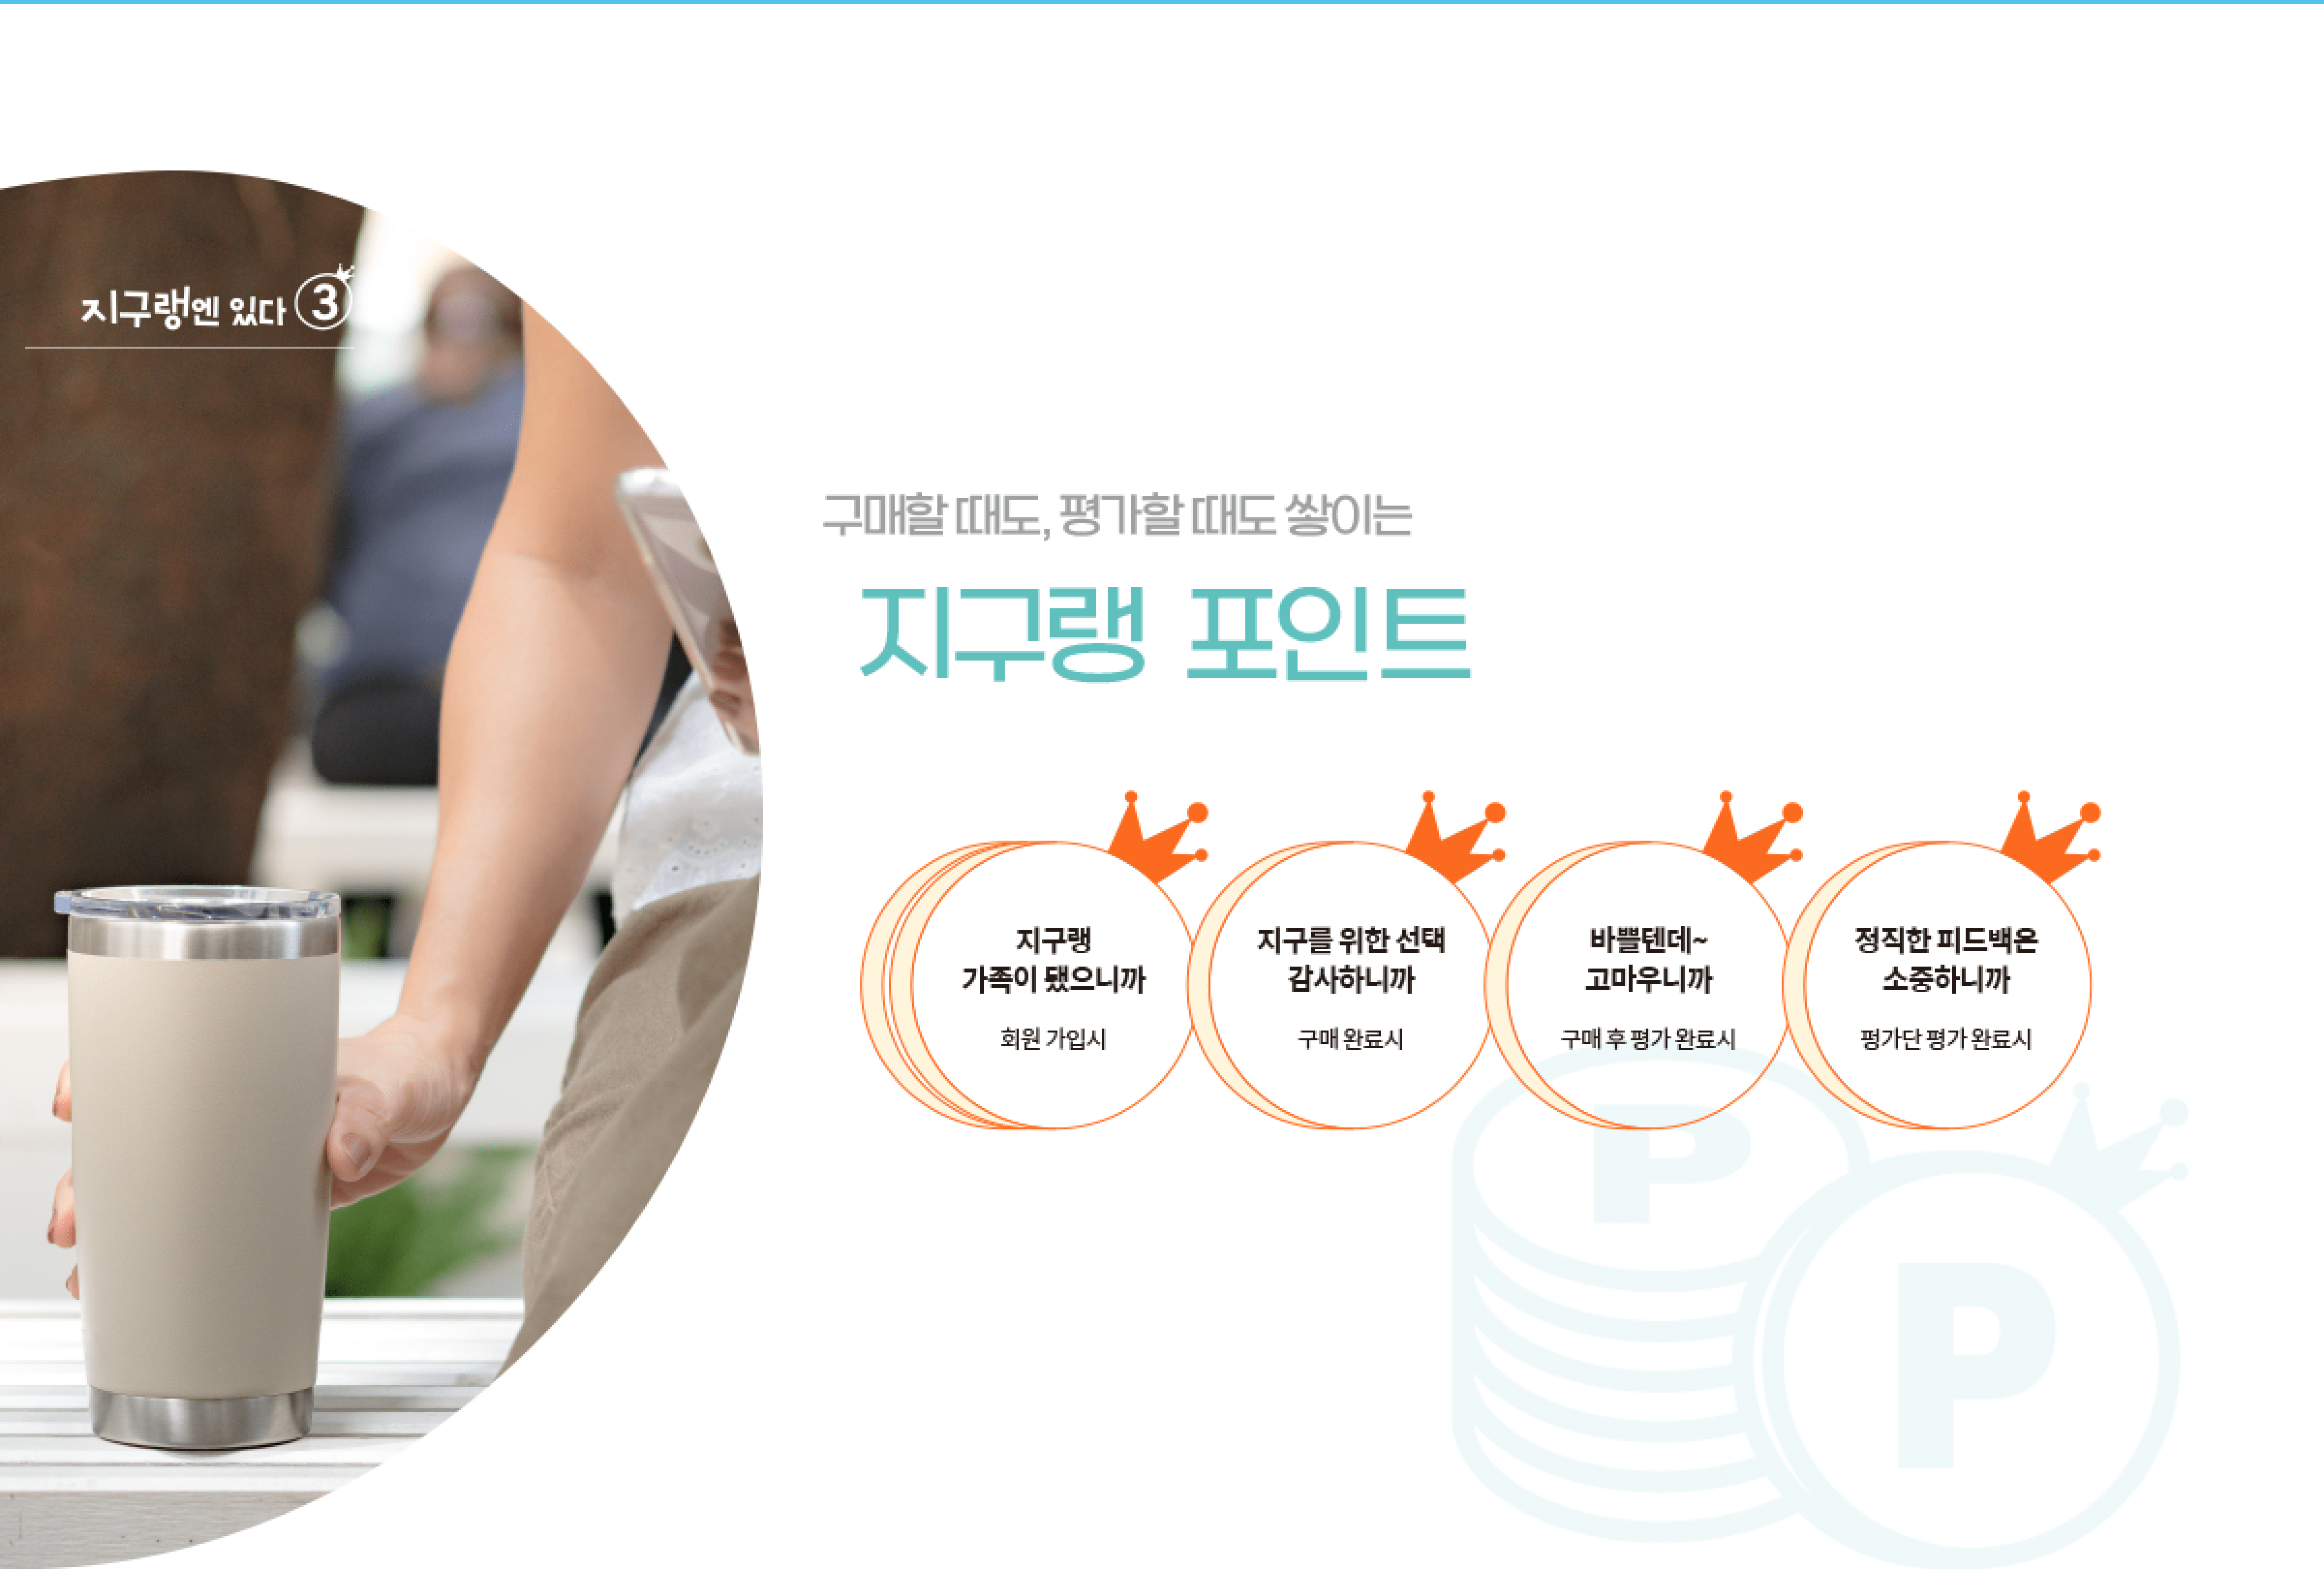 지구랭엔 있다 3
구매할 때도, 평가할 때도 쌓이는
지구랭 포인트
지구랭
가족이 됐으니까
회원 가입시
지구를 위한 선택
감사하니까
구매 완료시
바쁠텐데~
고마우니까
구매 후 평가 완료시
정직한 피드백은
소중하니까
평가단 평가 완료시
P
P